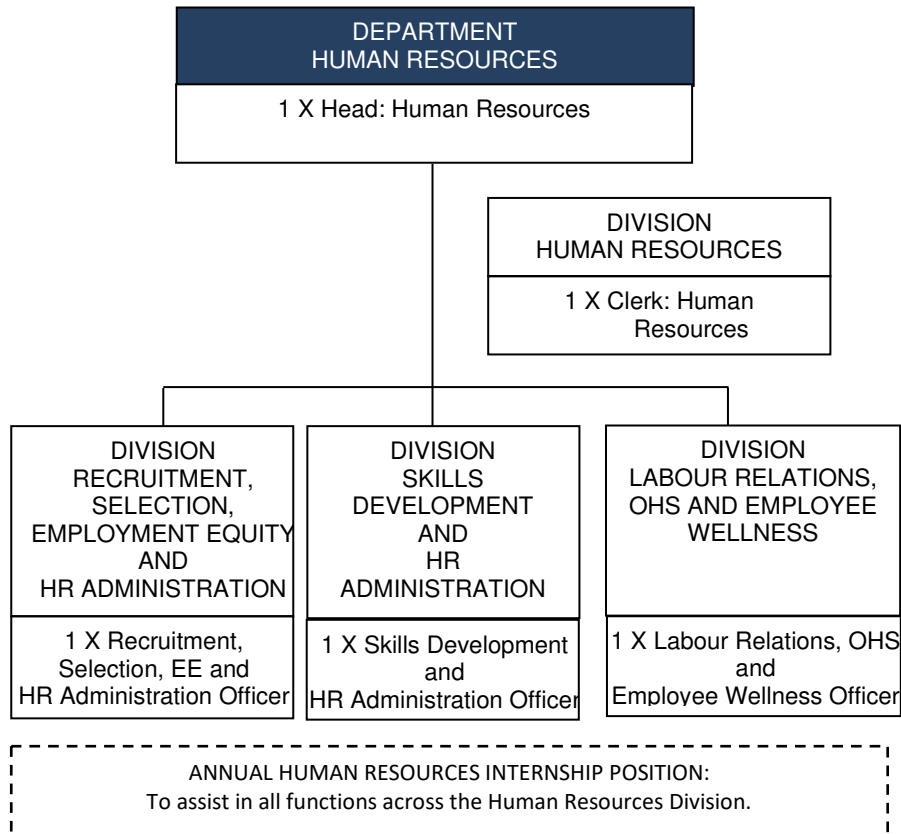 DEPARTMENT
HUMAN RESOURCES
1 X Head: Human Resources
DIVISION
HUMAN RESOURCES
1 X Clerk: Human
Resources
DIVISION
RECRUITMENT,
SELECTION,
EMPLOYMENT EQUITY
AND
HR ADMINISTRATION
1 X Recruitment,
Selection, EE and
HR Administration Officer
DIVISION
SKILLS
DEVELOPMENT
AND
HR
ADMINISTRATION
1 X Skills Development
and
HR Administration Officer
DIVISION
LABOUR RELATIONS,
OHS AND EMPLOYEE
WELLNESS
1 X Labour Relations, OHS
and
Employee Wellness Officer
ANNUAL HUMAN RESOURCES INTERNSHIP POSITION:
To assist in all functions across the Human Resources Division.